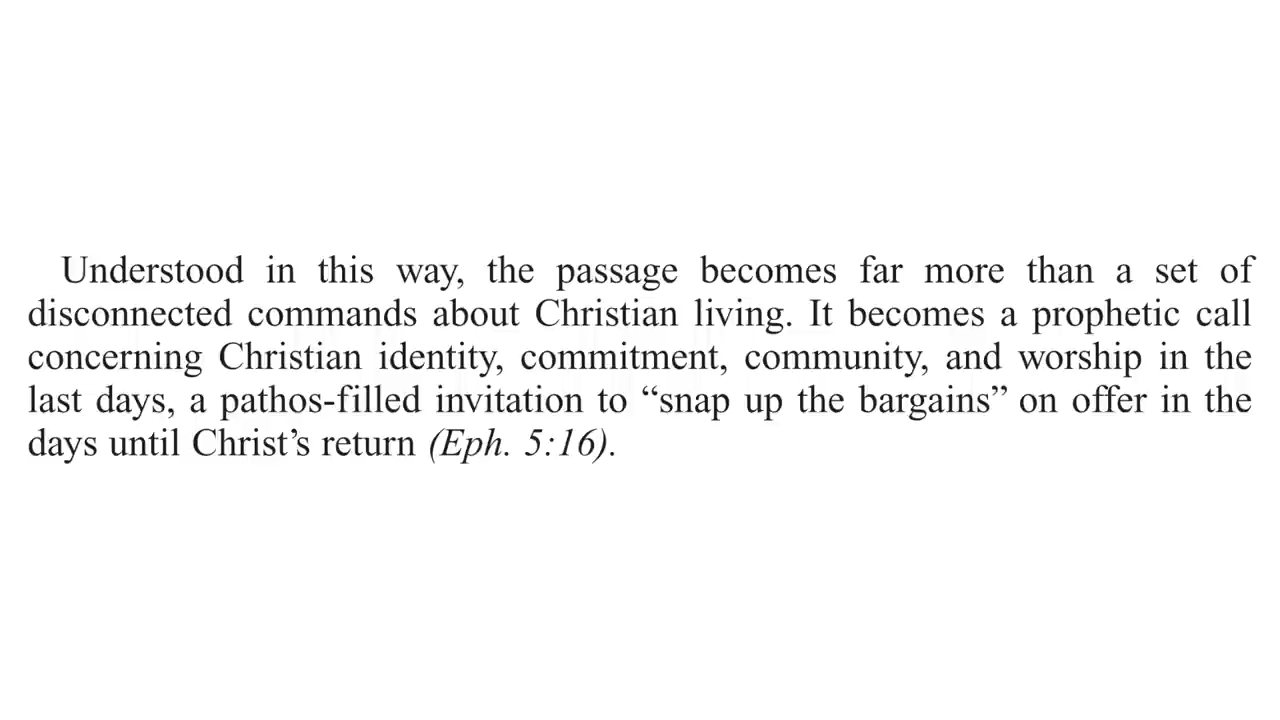 Understood in this way, the passage becomes far more than a set of
disconnected commands about Christian living. It becomes a prophetic call
concerning Christian identity, commitment, community, and worship in the
last days, a pathos-filled invitation to “snap up the bargains” on offer in the
days until Christ’s return (Eph. 5:16).